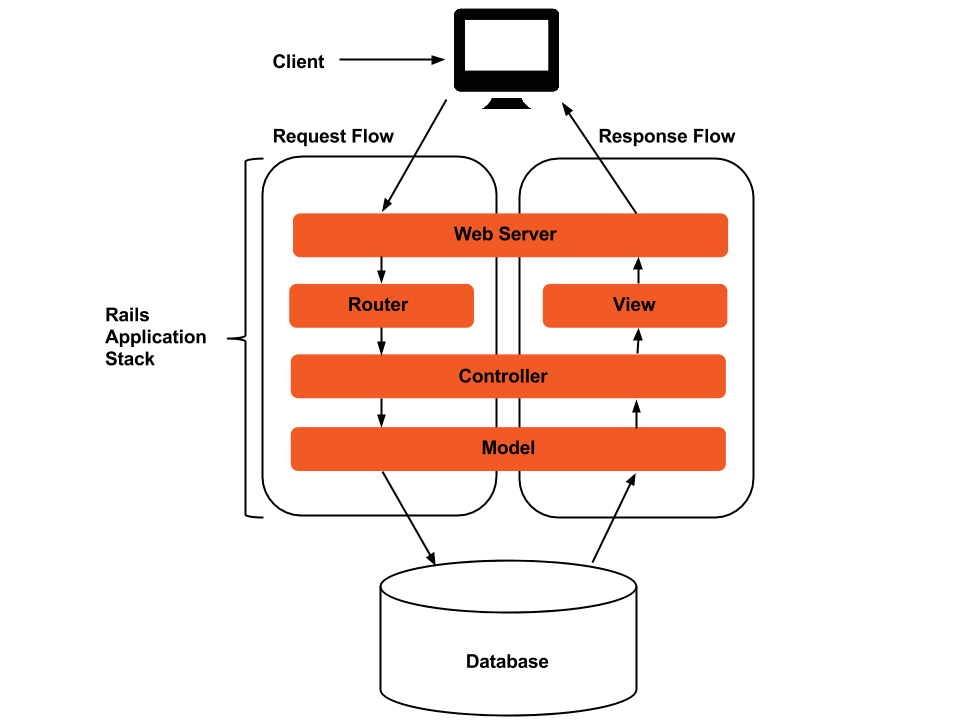 Client
Request Flow
Response Flow
Web Server
Router
View
Rails
Application
Stack
Controller
Model
Database